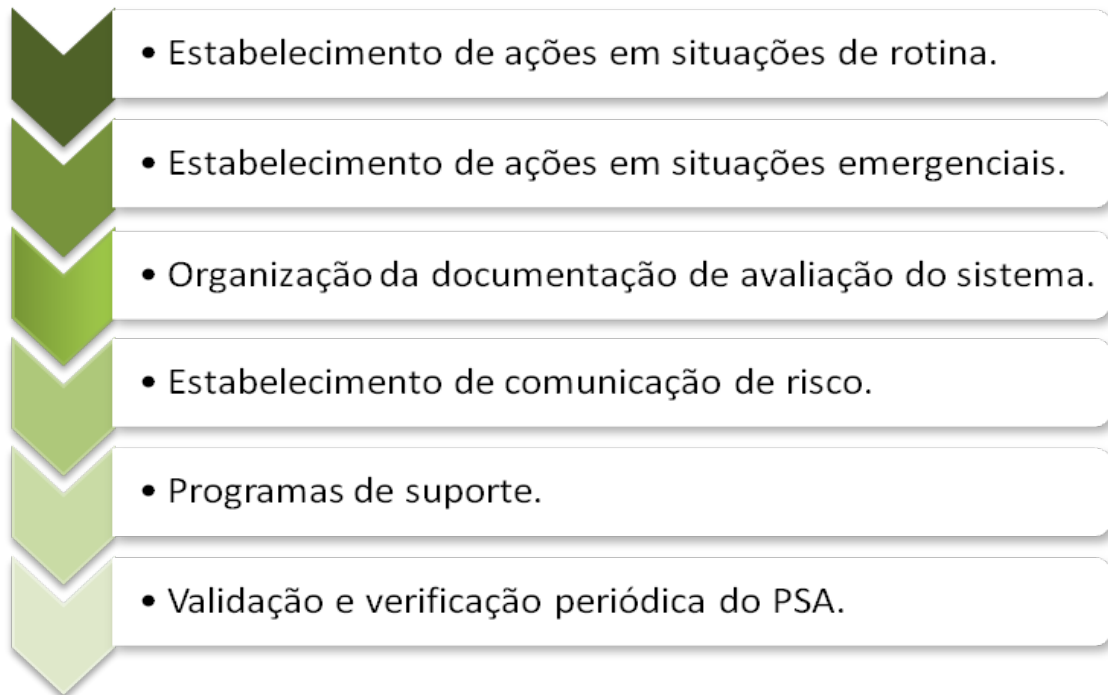 • Estabelecimento de ações em situações de rotina.
• Estabelecimento de ações em situações emergenciais.
• Organização da documentação de avaliação do sistema.
• Estabelecimento de comunicação de risco.
• Programas de suporte.
• Validação e verificação periódica do PSA.